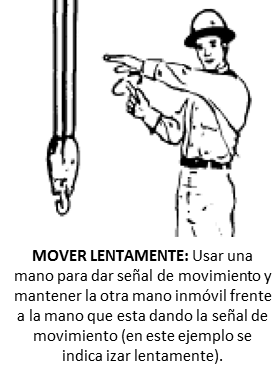 MOVER LENTAMENTE: Usar una
mano para dar señal de movimiento y
mantener la otra mano inmóvil frente
a la mano que esta dando la señal de
movimiento (en este ejemplo se
indica izar lentamente).